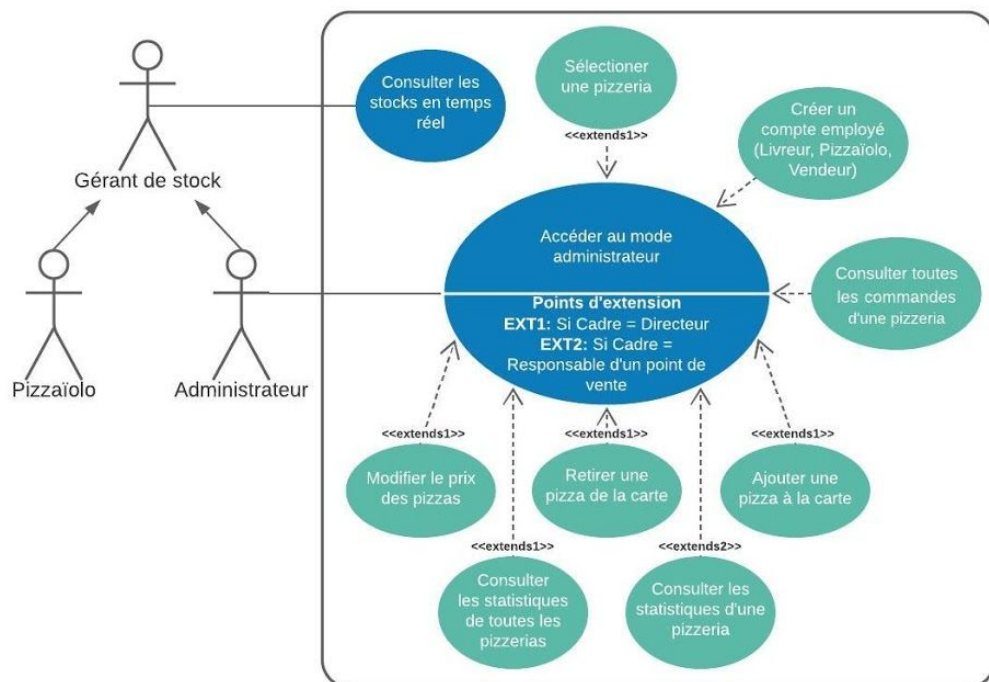 Sélectioner
une pizzeria
<<extends1>>
Consulter les
stocks en temps
réel
Créer un
compte employé
(Livreur, Pizzaïolo,
Vendeur)
Gérant de stock
Accéder au mode
administrateur
Points d'extension
EXT1: Si Cadre = Directeur
EXT2: Si Cadre =
Responsable d'un point de
vente
Consulter toutes
les commandes
d'une pizzeria
Pizzaïolo
Administrateur
<<extends1>>
Modifier le prix
des pizzas
<<extends1>>
Retirer une
pizza de la carte
<<extends1>>
Ajouter une
pizza à la carte
<<extends1>>
Consulter
les statistiques
de toutes les
pizzerias
<<extends2>>
Consulter les
statistiques d'une
pizzeria